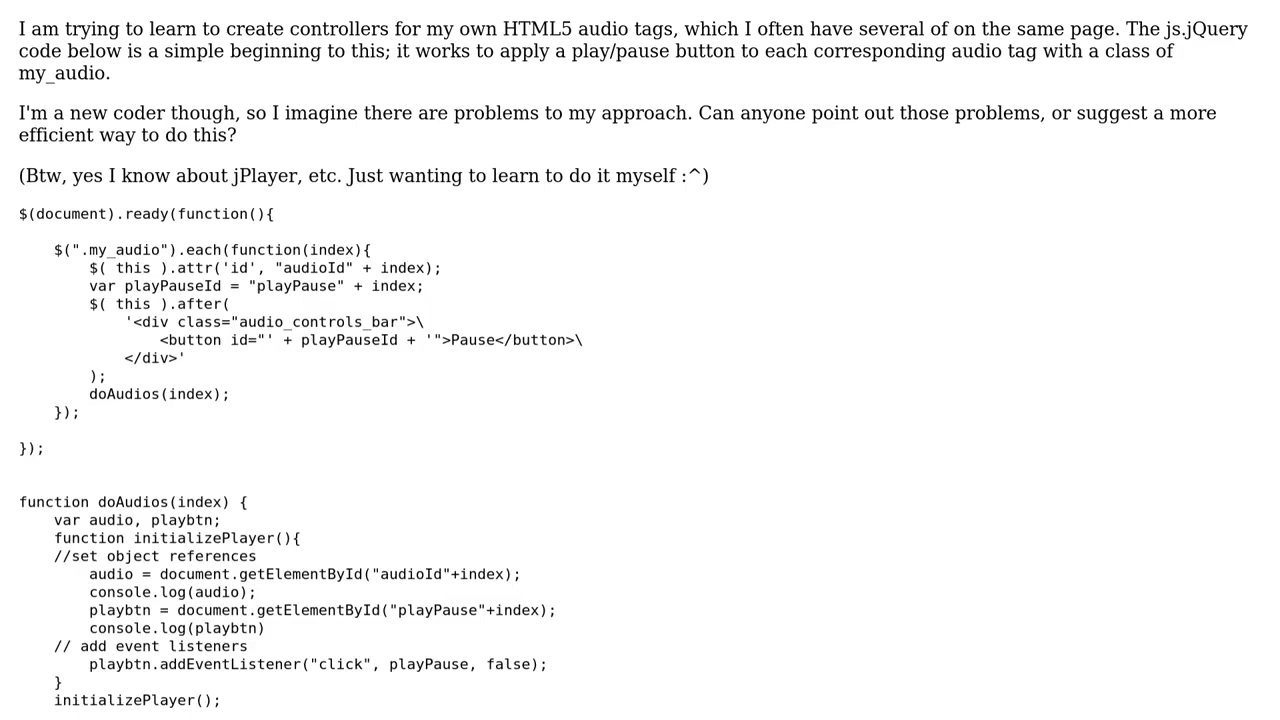 I am trying to learn to create controllers for my own HTML5 audio tags, which I often have several of on the same page. The js.jQuery
code below is a simple beginning to this; it works to apply a play/pause button to each corresponding audio tag with a class of
my_audio.
I'm a new coder though, so I imagine there are problems to my approach. Can anyone point out those problems, or suggest a more
efficient way to do this?
(Btw, yes I know about jPlayer, etc. Just wanting to learn to do it myself :^)
$(document).ready(function(){
    $(".my_audio").each(function(index){
        $( this ).attr('id', "audioId" + index);
        var playPauseId = "playPause" + index;
        $( this ).after(
            '<div class="audio_controls_bar">\
                <button id="' + playPauseId + '">Pause</button>\
            </div>'
        );
        doAudios(index);
    });
});
function doAudios(index) {
    var audio, playbtn;
    function initializePlayer(){
    //set object references
        audio = document.getElementById("audioId"+index);
        console.log(audio);
        playbtn = document.getElementById("playPause"+index);
        console.log(playbtn)
    // add event listeners
        playbtn.addEventListener("click", playPause, false);
    }
    initializePlayer();